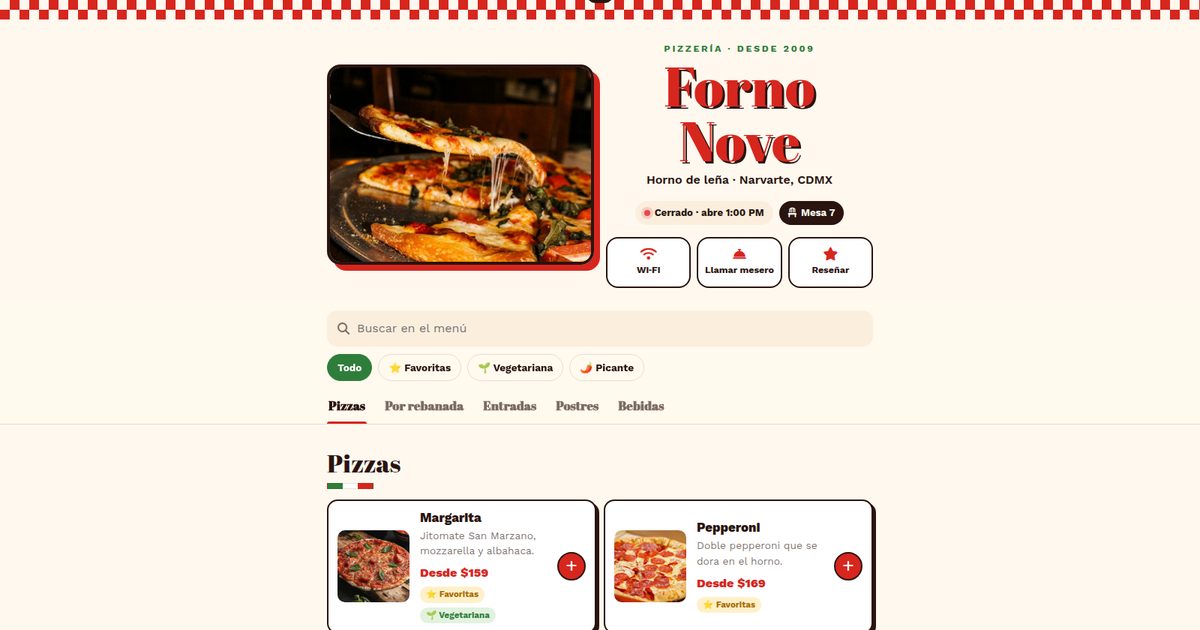 PIZZERÍA · DESDE 2009
Forno
Nove
Horno de leña · Narvarte, CDMX
Cerrado · abre 1:00 PM
Mesa 7
WI-FI
Llamar mesero
Reseñar
Buscar en el menú
Todo
Favoritas
Vegetariana
Picante
Pizzas
Por rebanada
Entradas
Postres
Bebidas
Pizzas
Margarita
Jitomate San Marzano,
mozzarella y albahaca.
Desde $159
Favoritas
Vegetariana
+
Pepperoni
Doble pepperoni que se
dora en el horno.
Desde $169
Favoritas
+